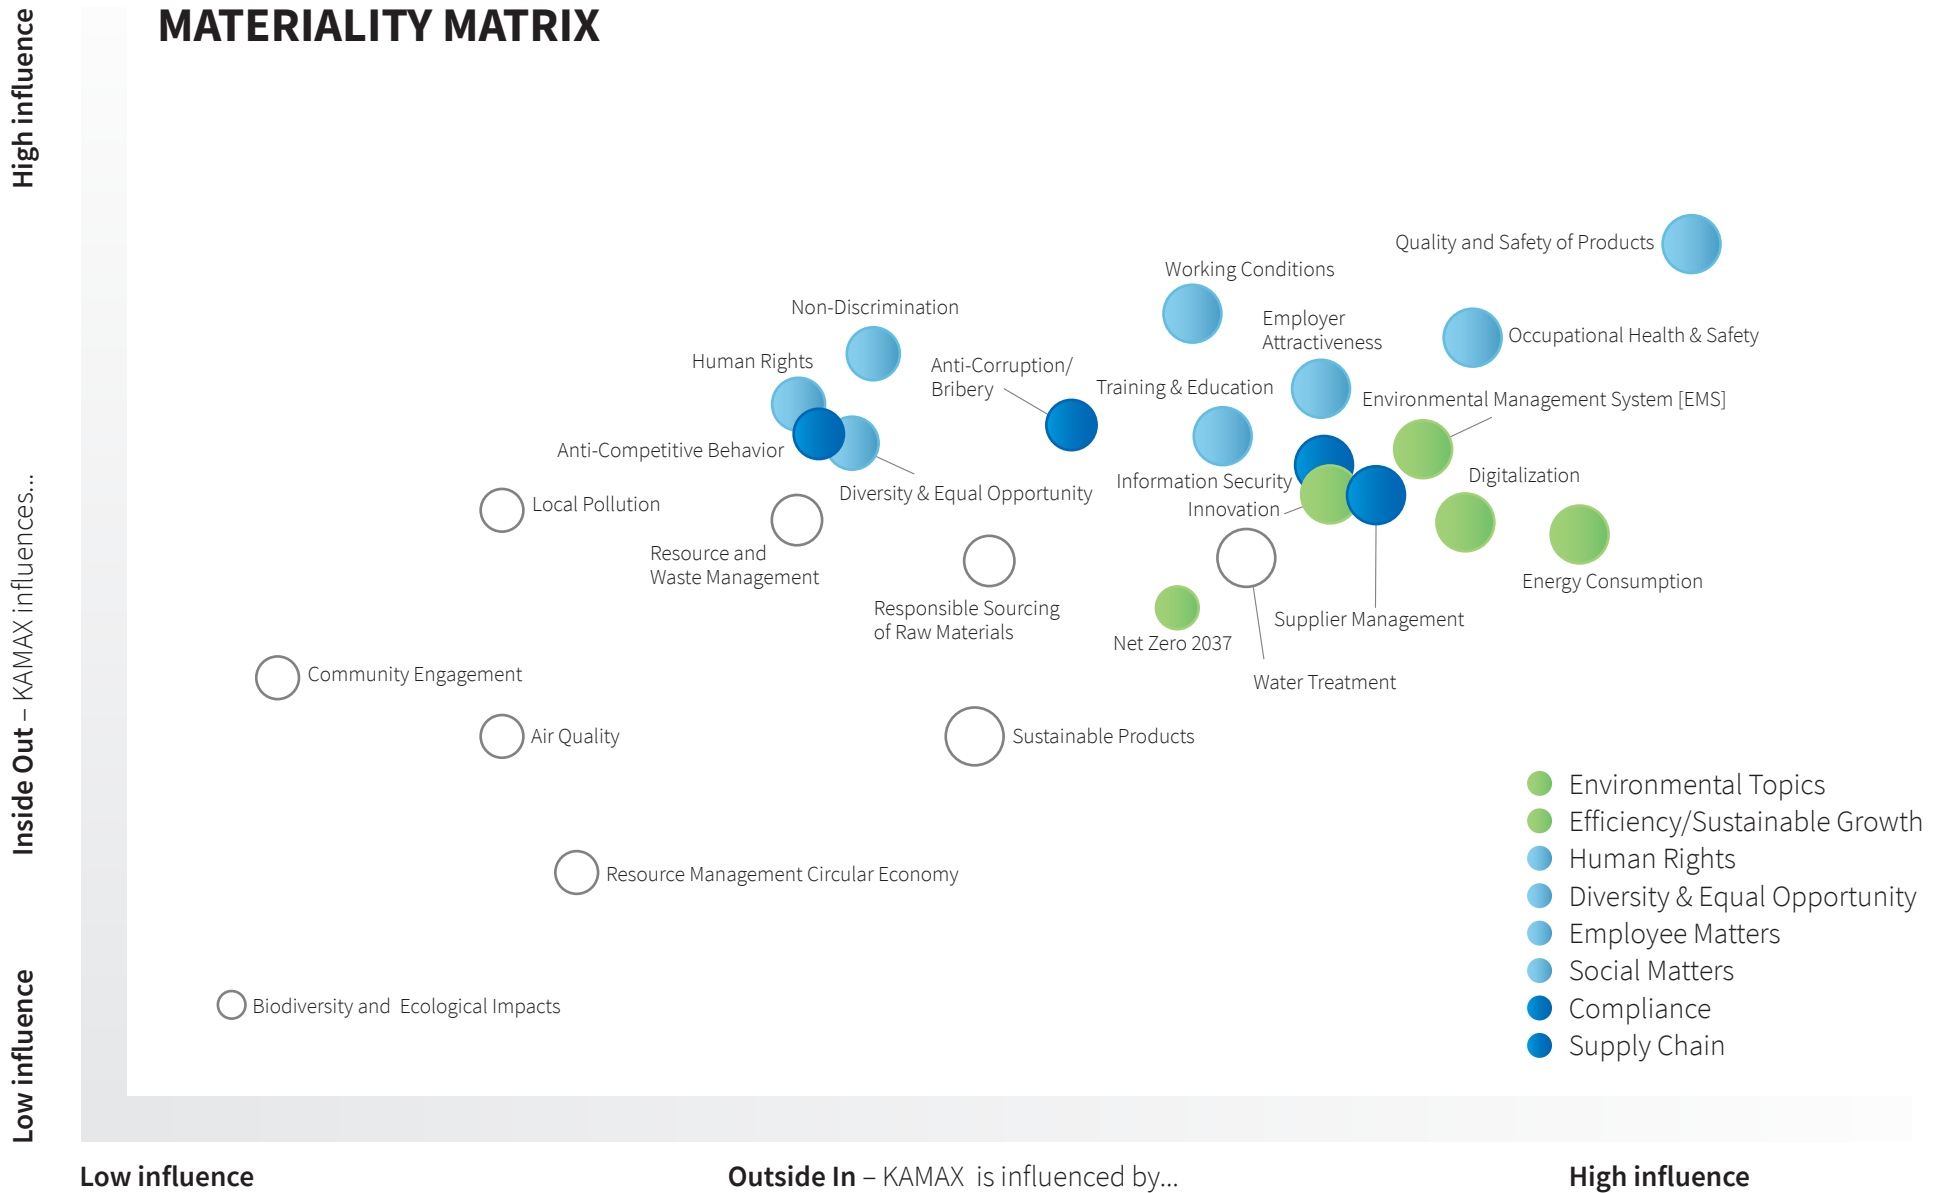 MATERIALITY MATRIX
High influence
Inside Out – KAMAX influences...
Low influence
Quality and Safety of Products
Working Conditions
Non-Discrimination
Employer
Attractiveness
Occupational Health & Safety
Human Rights
Anti-Corruption/
Bribery
Training & Education
Environmental Management System [EMS]
Anti-Competitive Behavior
Information Security
Digitalization
Diversity & Equal Opportunity
Innovation
Local Pollution
Resource and
Waste Management
Energy Consumption
Responsible Sourcing
of Raw Materials
Supplier Management
Net Zero 2037
Water Treatment
Community Engagement
Air Quality
Sustainable Products
Resource Management Circular Economy
Biodiversity and  Ecological Impacts
Environmental Topics
Efficiency/Sustainable Growth
Human Rights
Diversity & Equal Opportunity
Employee Matters
Social Matters
Compliance
Supply Chain
Low influence
Outside In – KAMAX  is influenced by...
High influence